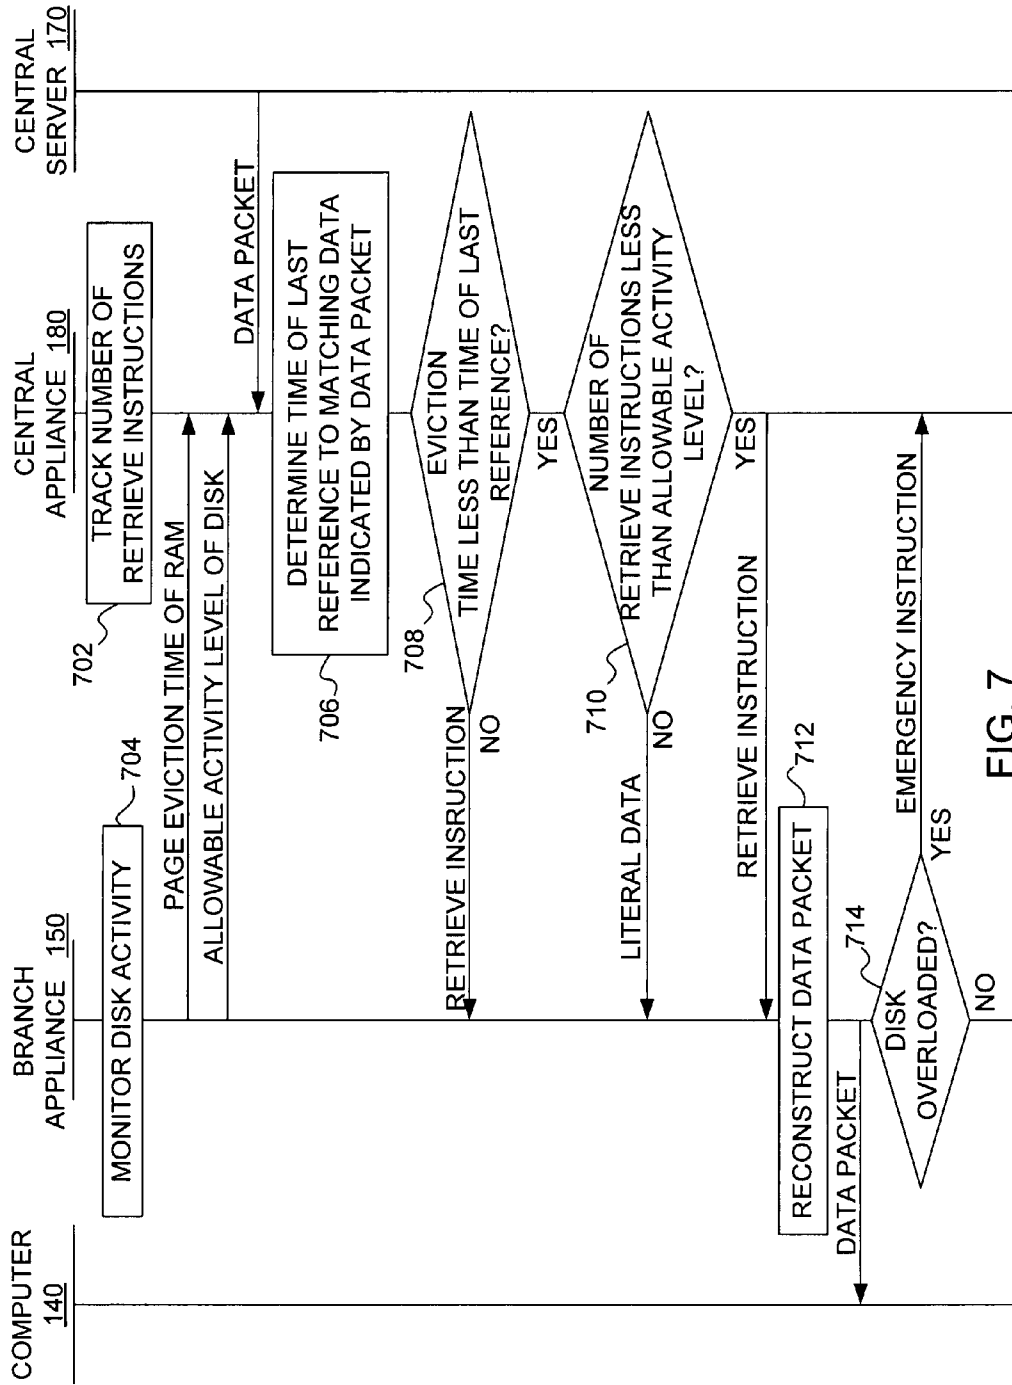 COMPUTER
140
BRANCH
APPLIANCE 150
CENTRAL
APPLIANCE 180
CENTRAL
SERVER 170
702
TRACK NUMBER OF
RETRIEVE INSTRUCTIONS
MONITOR DISK ACTIVITY
704
PAGE EVICTION TIME OF RAM
ALLOWABLE ACTIVITY LEVEL OF DISK
DATA PACKET
706
DETERMINE TIME OF LAST
REFERENCE TO MATCHING DATA
INDICATED BY DATA PACKET
708
EVICTION
TIME LESS THAN TIME OF LAST
REFERENCE?
RETRIEVE INSRUCTION
NO
YES
710
NUMBER OF
RETRIEVE INSTRUCTIONS LESS
THAN ALLOWABLE ACTIVITY
LEVEL?
LITERAL DATA
NO
YES
RETRIEVE INSTRUCTION
RECONSTRUCT DATA PACKET
712
DATA PACKET
714
DISK
OVERLOADED?
YES
EMERGENCY INSTRUCTION
NO
FIG. 7